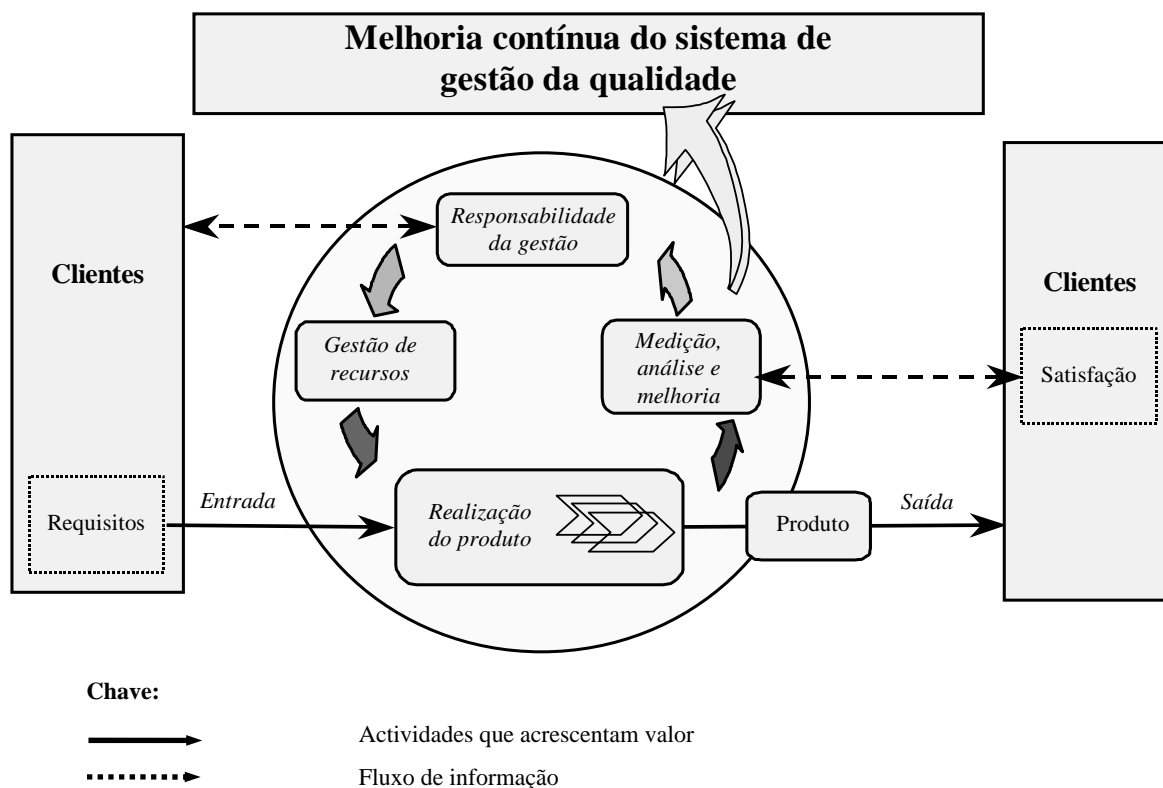 Melhoria contínua do sistema de
gestão da qualidade
Responsabilidade
da gestão
Clientes
Clientes
Gestão de
recursos
Medição,
análise e
melhoria
Satisfação
Requisitos
Entrada
Realização
do produto
Produto
Saída
Chave:
Actividades que acrescentam valor
Fluxo de informação